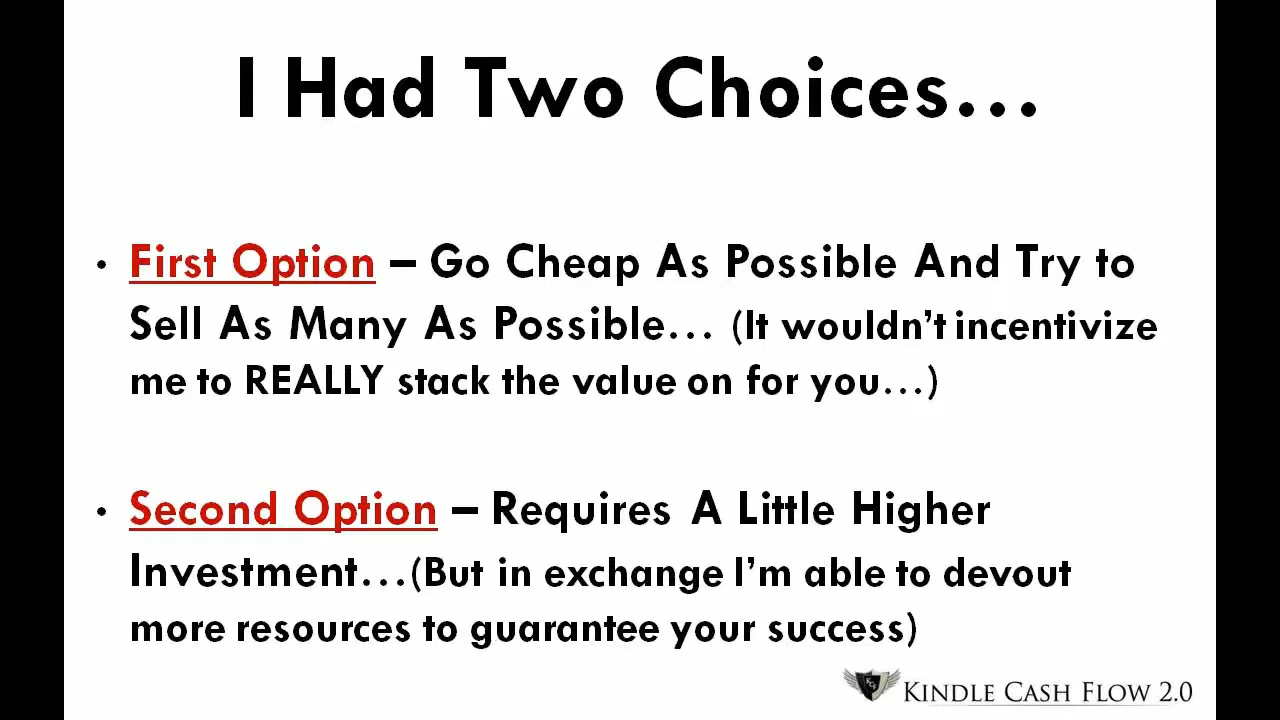 I Had Two Choices…
• First Option – Go Cheap As Possible And Try to
Sell As Many As Possible… (It wouldn't incentivize
me to REALLY stack the value on for you…)
• Second Option – Requires A Little Higher
Investment…(But in exchange I'm able to devout
more resources to guarantee your success)
KINDLE CASH FLOW 2.0